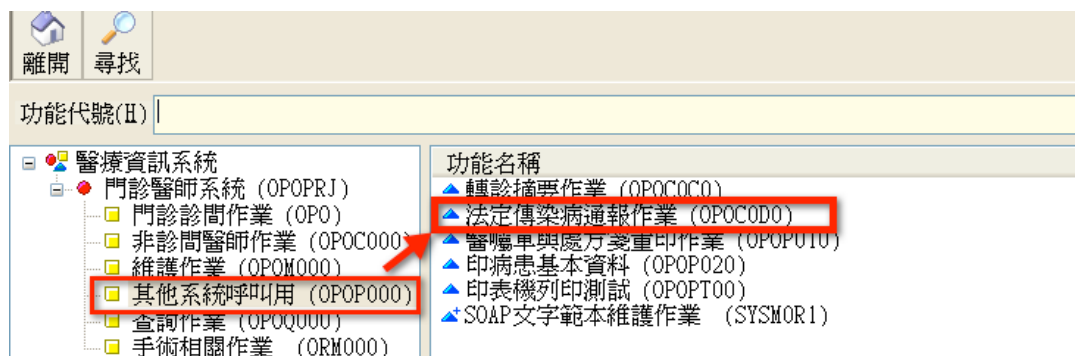 離開 尋找
功能代號(H)
醫療資訊系統
門診醫師系統 (OPOPRJ)
門診診間作業 (OPO)
非診間醫師作業 (OPOC000)
維護作業 (OPOM000)
其他系統呼叫用 (OPOP000)
查詢作業 (OPOQ000)
手術相關作業 (ORM000)
功能名稱
轉診摘要作業 (OPOC0C0)
法定傳染病通報作業 (OPOC0D0)
醫囑單與處方箋重印作業 (OPOP010)
印病患基本資料 (OPOP020)
印表機列印測試 (OPOPT00)
SOAP文字範本維護作業 (SYSMOR1)